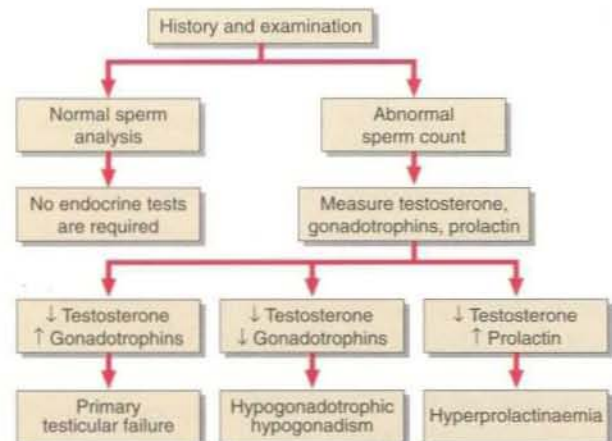 History and examination
Normal sperm
analysis
Abnormal
sperm count
No endocrine tests
are required
Measure testosterone,
gonadotrophins, prolactin
↓ Testosterone
↑ Gonadotrophins
↓ Testosterone
↓ Gonadotrophins
↓ Testosterone
↑ Prolactin
Primary
testicular failure
Hypogonadotrophic
hypogonadism
Hyperprolactinaemia